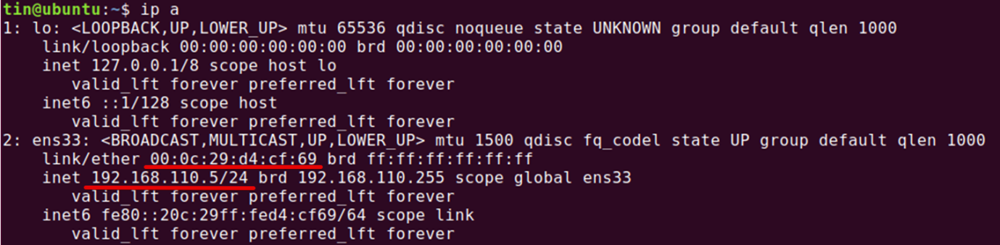 tin@ubuntu:~$ ip a
1: lo: <LOOPBACK,UP,LOWER_UP> mtu 65536 qdisc noqueue state UNKNOWN group default qlen 1000
link/loopback 00:00:00:00:00:00 brd 00:00:00:00:00:00
inet 127.0.0.1/8 scope host lo
valid_lft forever preferred_lft forever
inet6 ::1/128 scope host
valid_lft forever preferred_lft forever
2: ens33: <BROADCAST,MULTICAST,UP,LOWER_UP> mtu 1500 qdisc fq_codel state UP group default qlen 1000
link/ether 00:0c:29:d4:cf:69 brd ff:ff:ff:ff:ff:ff
inet 192.168.110.5/24 brd 192.168.110.255 scope global ens33
valid_lft forever preferred_lft forever
inet6 fe80::20c:29ff:fed4:cf69/64 scope link
valid_lft forever preferred_lft forever